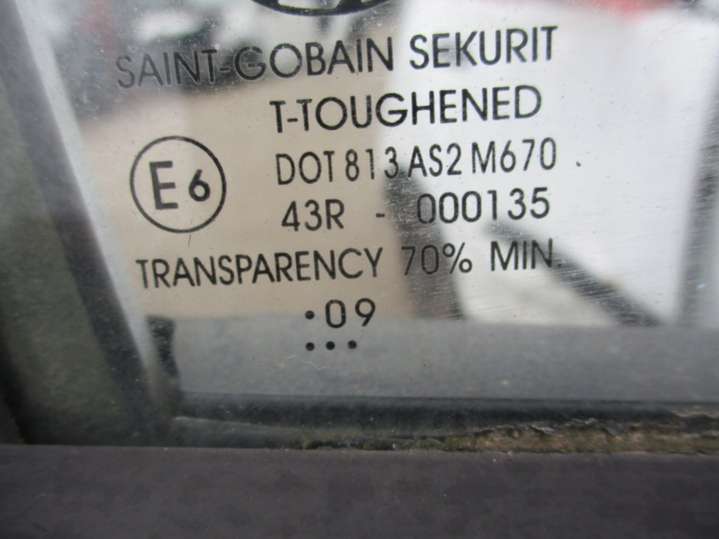 SAINT-GOBAIN SEKURIT
T-TOUGHENED
E6
DOT 813 AS2 M670
43R - 000135
TRANSPARENCY 70% MIN.
•09
•••